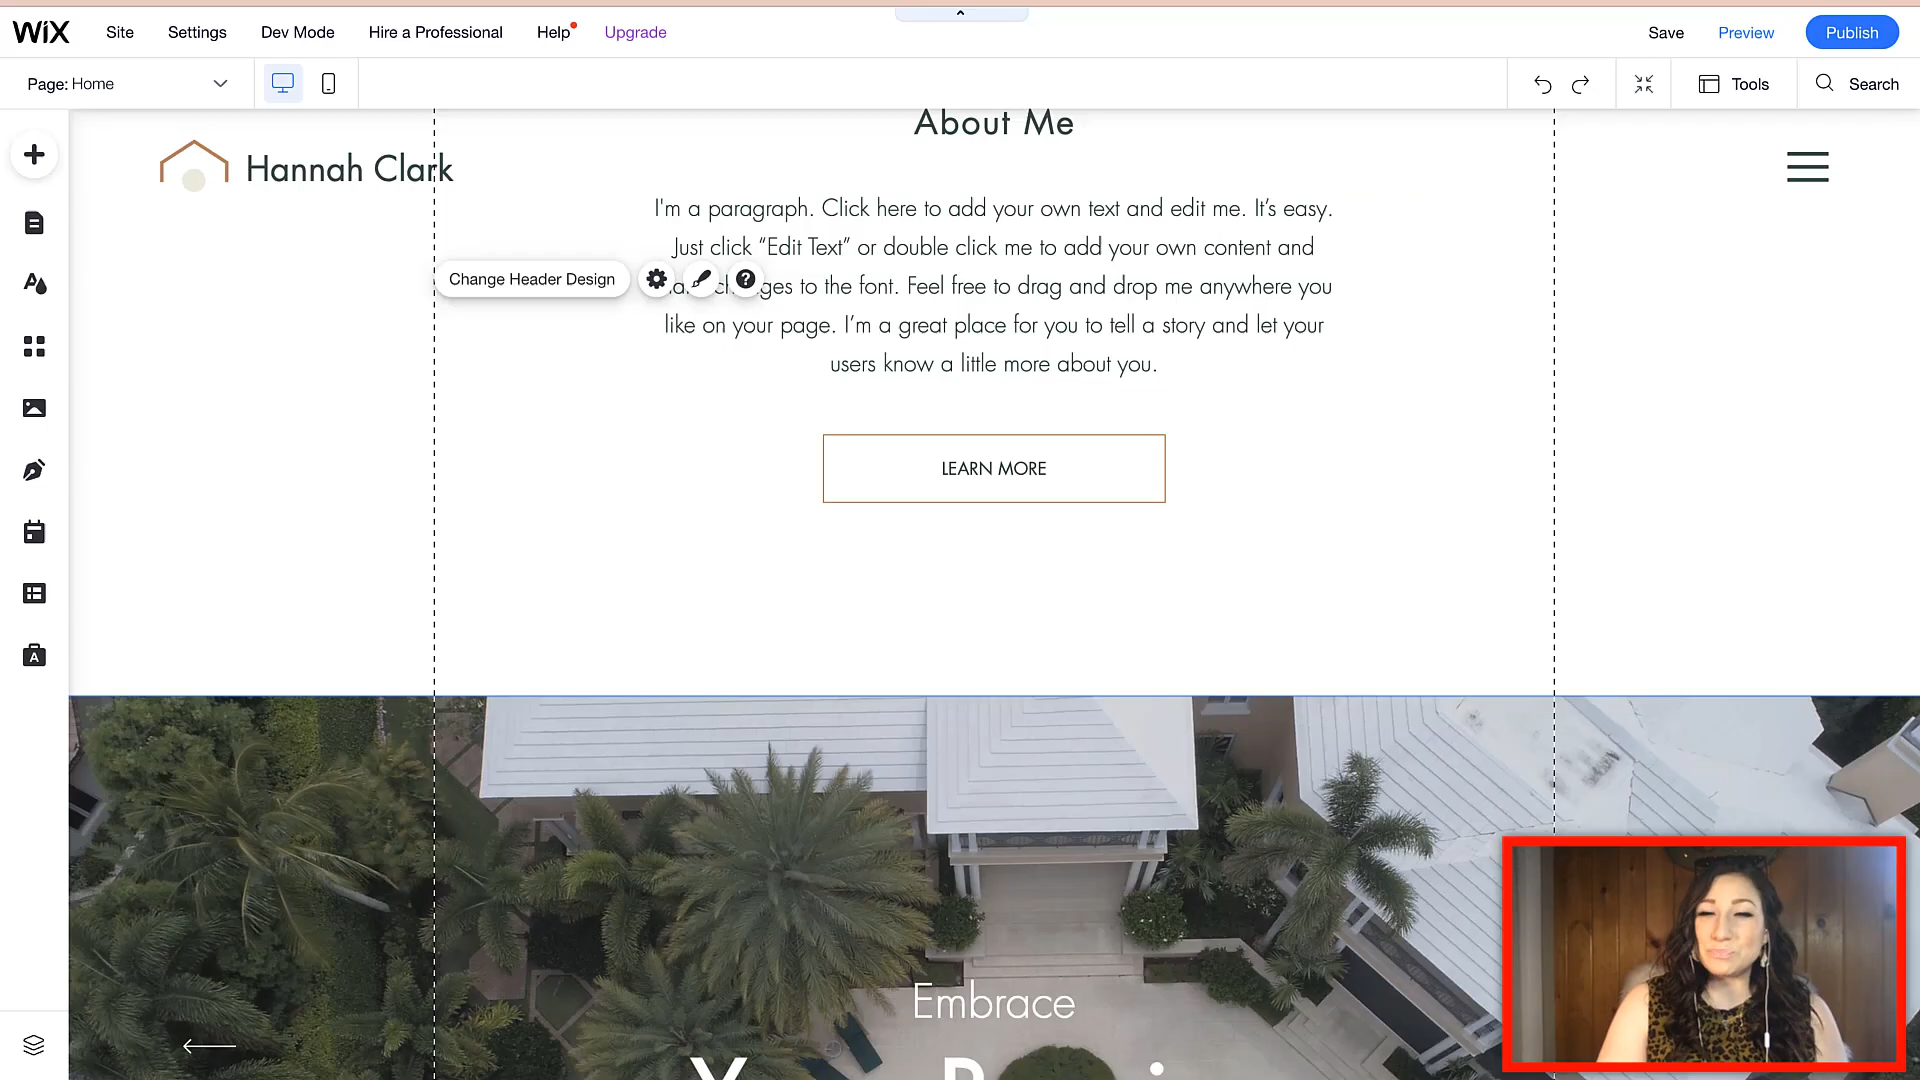 WiX
Site
Settings
Dev Mode
Hire a Professional
Help
Upgrade
Save
Preview
Publish
Page: Home
Tools
Search
About Me
Hannah Clark
I'm a paragraph. Click here to add your own text and edit me. It’s easy.
Just click “Edit Text” or double click me to add your own content and
ges to the font. Feel free to drag and drop me anywhere you
like on your page. I’m a great place for you to tell a story and let your
users know a little more about you.
Change Header Design
LEARN MORE
Embrace